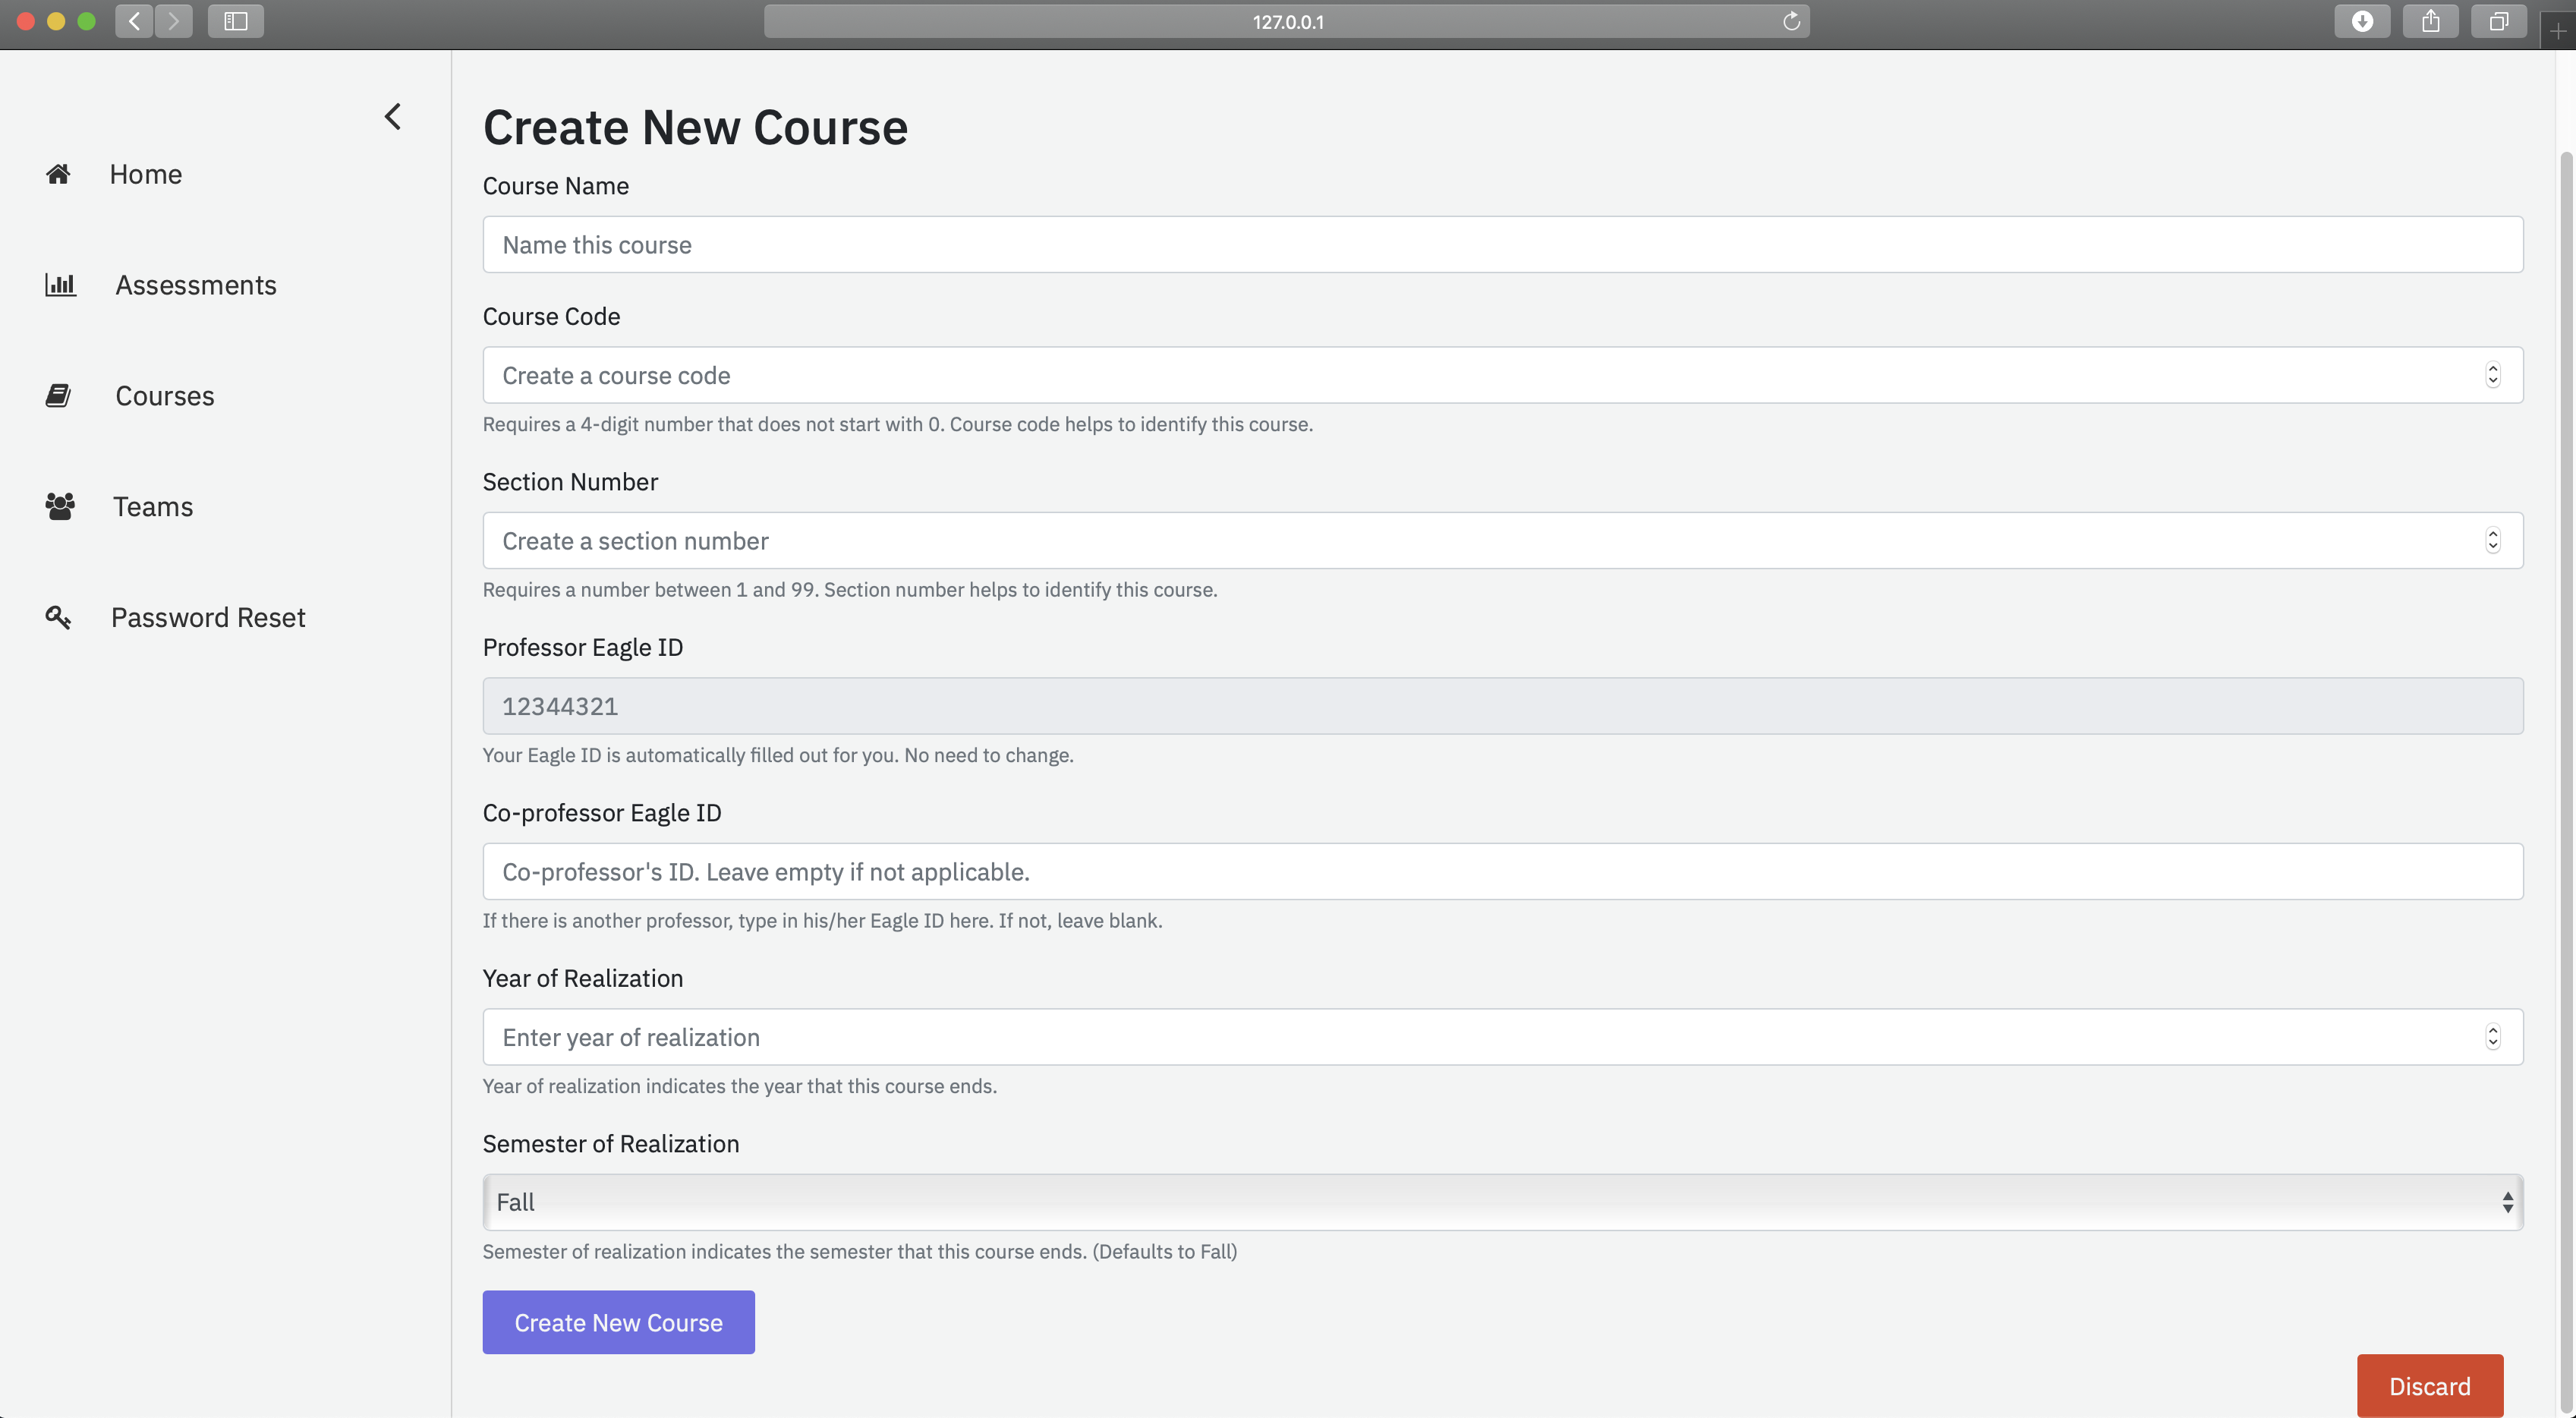 127.0.0.1
Home
Assessments
Courses
Teams
Password Reset
Create New Course
Course Name
Name this course
Course Code
Create a course code
Requires a 4-digit number that does not start with 0. Course code helps to identify this course.
Section Number
Create a section number
Requires a number between 1 and 99. Section number helps to identify this course.
Professor Eagle ID
12344321
Your Eagle ID is automatically filled out for you. No need to change.
Co-professor Eagle ID
Co-professor's ID. Leave empty if not applicable.
If there is another professor, type in his/her Eagle ID here. If not, leave blank.
Year of Realization
Enter year of realization
Year of realization indicates the year that this course ends.
Semester of Realization
Fall
Semester of realization indicates the semester that this course ends. (Defaults to Fall)
Create New Course
Discard